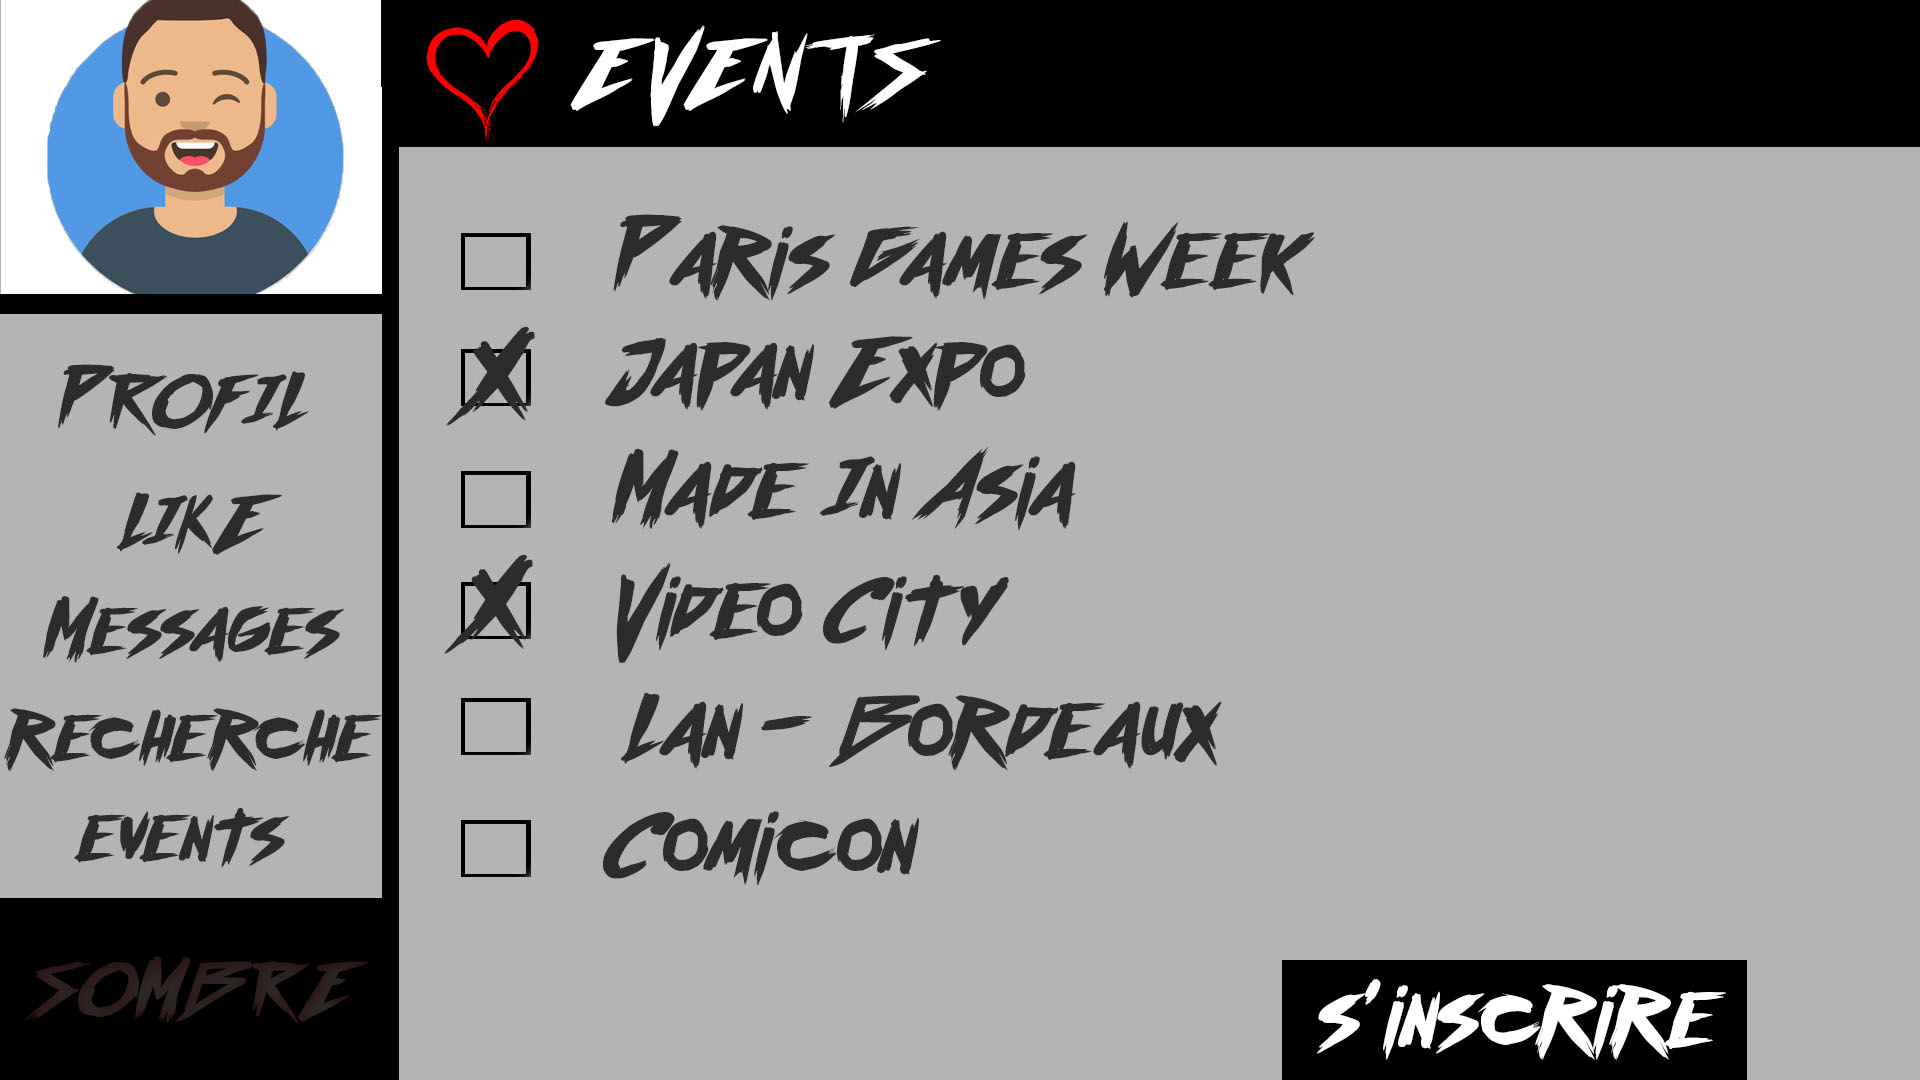 EVENTS
PARiS GAMES WEEK
JAPAN EXPO
MADE IN ASiA
ViDEO CiTY
LAN - BORDEAUX
COMiCON
S'iNSCRiRE
PROFIL
LIKE
MESSAGES
RECHERCHE
EVENTS
SOMBRE